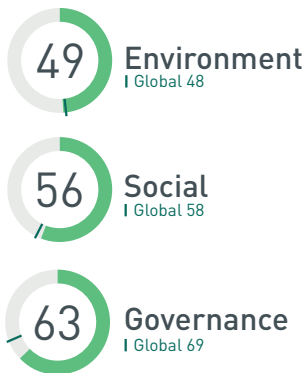 49
Environment
Global 48
56
Social
Global 58
63
Governance
Global 69